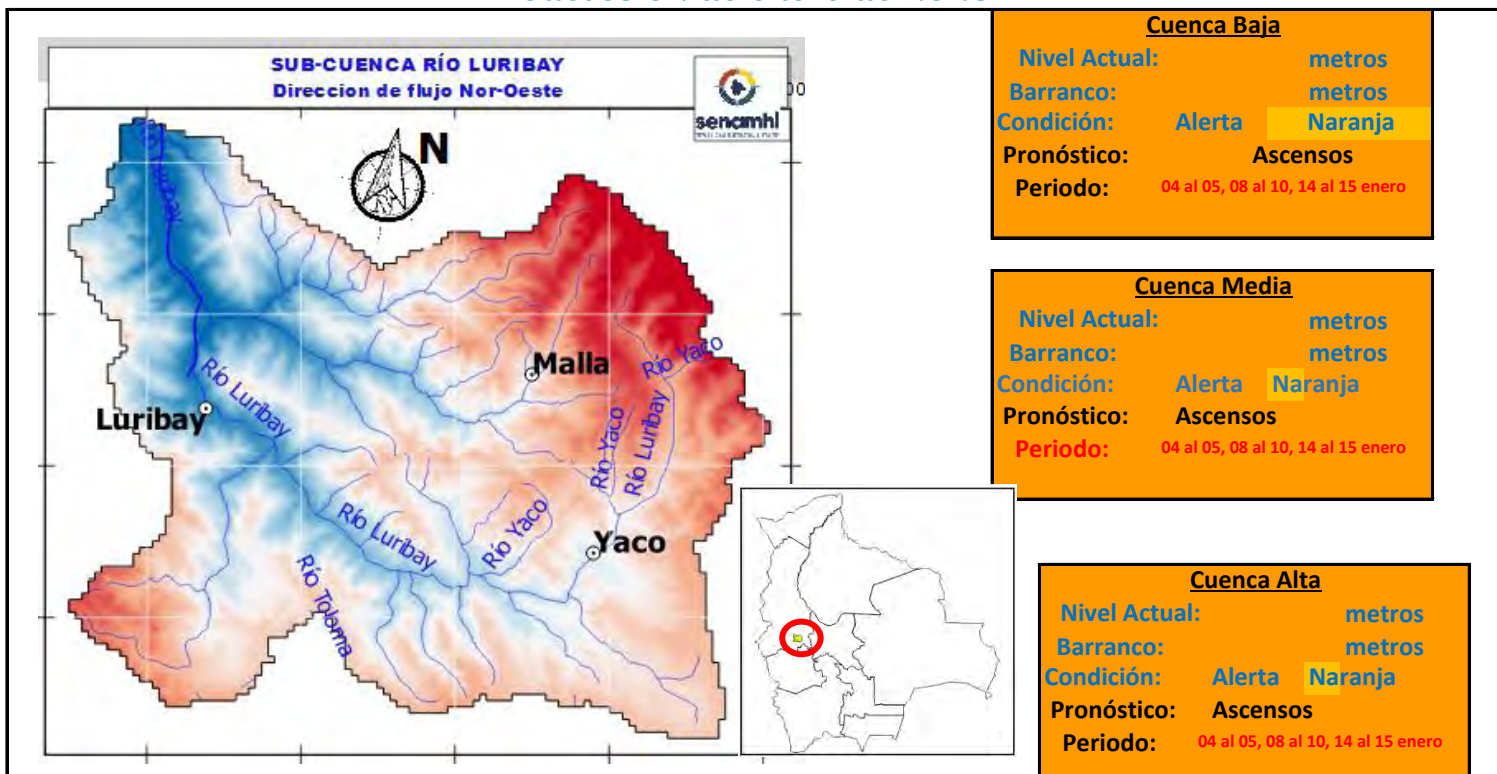 SUB-CUENCA RÍO LURIBAY
Direccion de flujo Nor-Oeste
senamhi
00
N
Luribay
Malla
Río Yaco
Río Luribay
Luribay
Río Yaco
Río Luribay
Río Luribay
Río Yaco
Yaco
Río Tolama
Cuenca Baja
Nivel Actual: metros
Barranco: metros
Condición: Alerta Naranja
Pronóstico: Ascensos
Periodo: 04 al 05, 08 al 10, 14 al 15 enero
Cuenca Media
Nivel Actual: metros
Barranco: metros
Condición: Alerta Naranja
Pronóstico: Ascensos
Periodo: 04 al 05, 08 al 10, 14 al 15 enero
Cuenca Alta
Nivel Actual: metros
Barranco: metros
Condición: Alerta Naranja
Pronóstico: Ascensos
Periodo: 04 al 05, 08 al 10, 14 al 15 enero